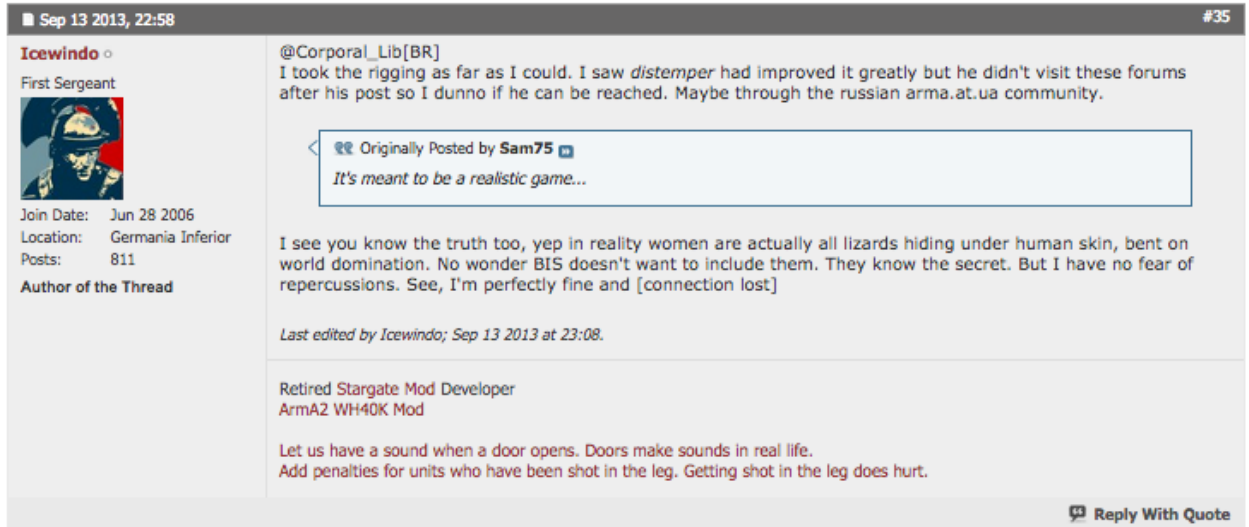 Sep 13 2013, 22:58
#35
Icewindo
First Sergeant
Join Date: Jun 28 2006
Location: Germania Inferior
Posts: 811
Author of the Thread
@Corporal_Lib[BR]
I took the rigging as far as I could. I saw distemper had improved it greatly but he didn't visit these forums
after his post so I dunno if he can be reached. Maybe through the russian arma.at.ua community.
Originally Posted by Sam75
It's meant to be a realistic game...
I see you know the truth too, yep in reality women are actually all lizards hiding under human skin, bent on
world domination. No wonder BIS doesn't want to include them. They know the secret. But I have no fear of
repercussions. See, I'm perfectly fine and [connection lost]
Last edited by Icewindo; Sep 13 2013 at 23:08.
Retired Stargate Mod Developer
ArmA2 WH40K Mod
Let us have a sound when a door opens. Doors make sounds in real life.
Add penalties for units who have been shot in the leg. Getting shot in the leg does hurt.
Reply With Quote